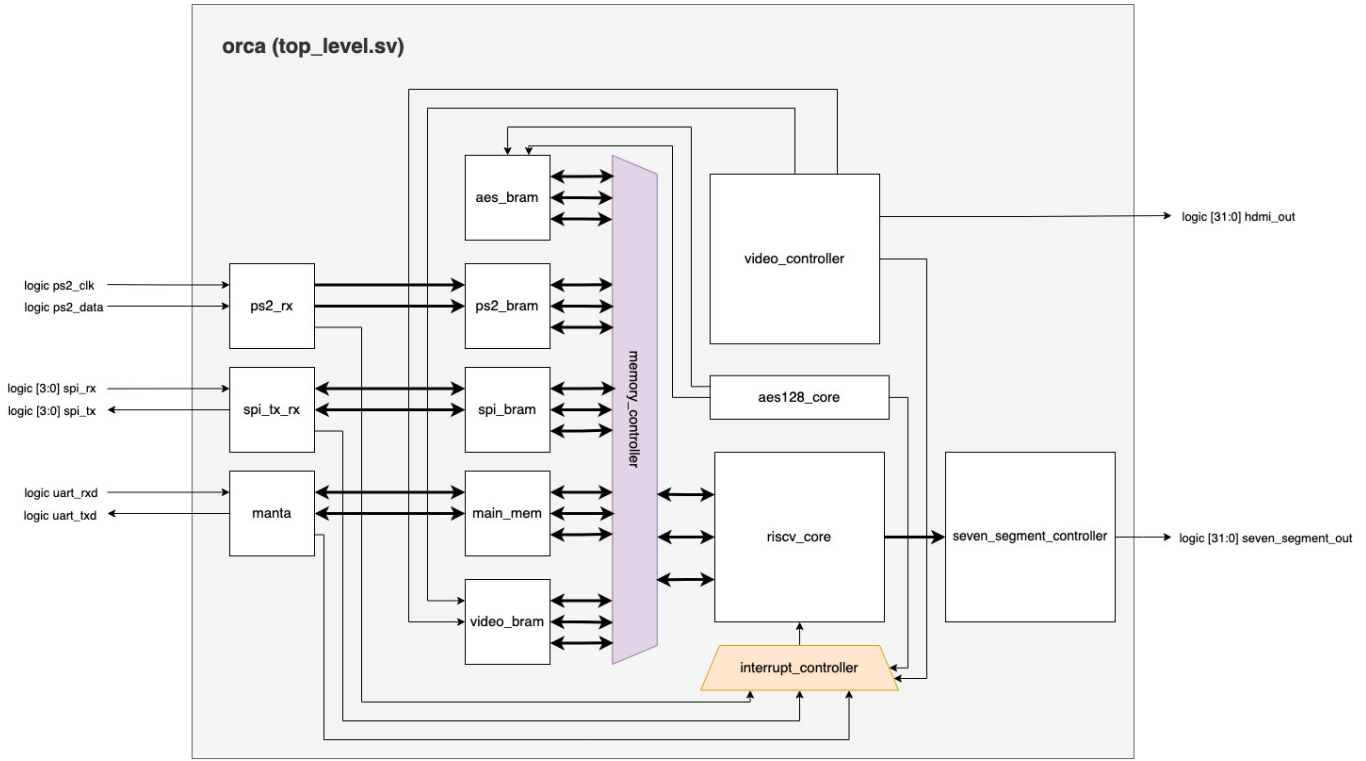 orca (top_level.sv)
aes_bram
video_controller
logic [31:0] hdmi_out
logic ps2_clk
logic ps2_data
ps2_rx
ps2_bram
memory_controller
logic [3:0] spi_rx
logic [3:0] spi_tx
spi_tx_rx
spi_bram
aes128_core
logic uart_rxd
logic uart_txd
manta
main_mem
riscv_core
seven_segment_controller
logic [31:0] seven_segment_out
video_bram
interrupt_controller